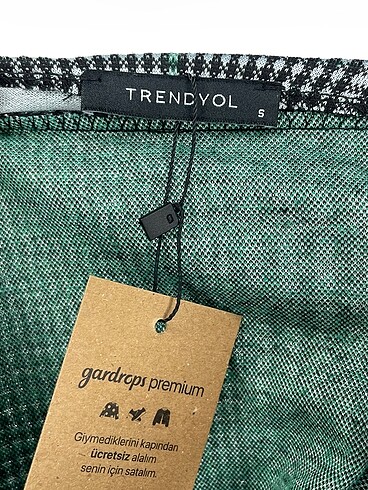 TRENDYOL
S
gardrops premium
Giymediklerini kapından
ücretsiz alalım
senin için satalım.